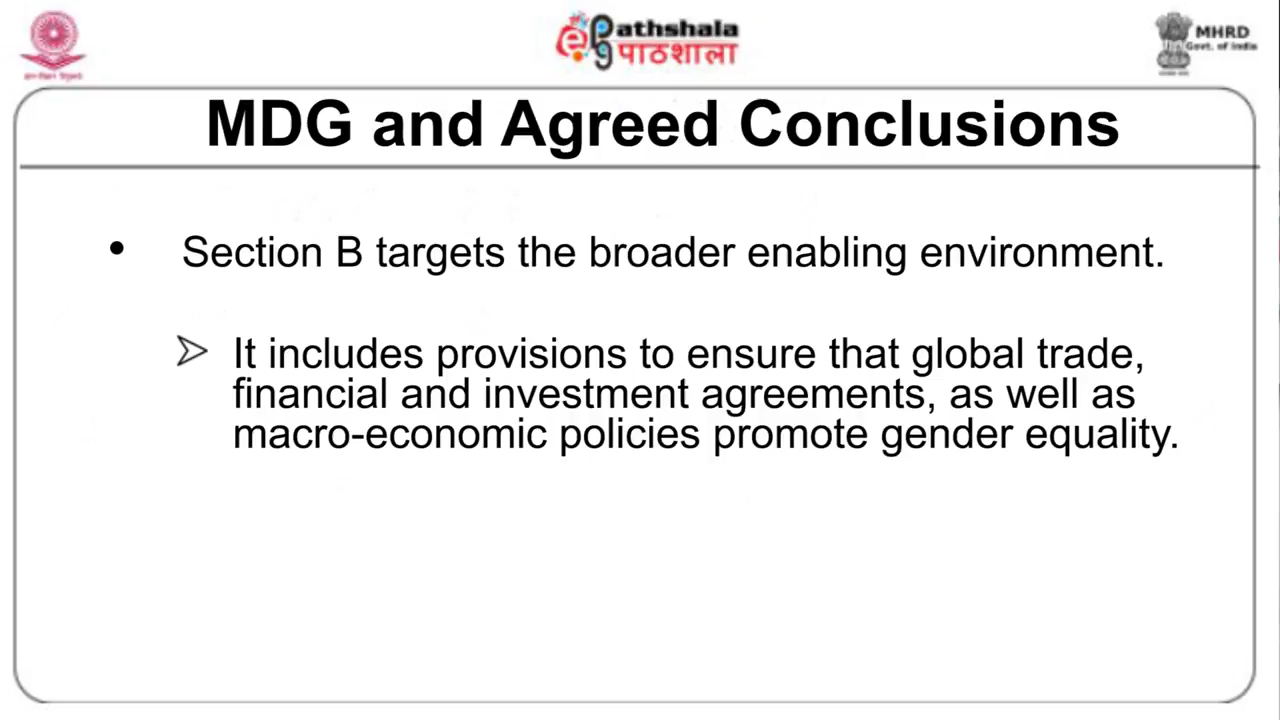 ePathshala
पाठशाला
MHRD
Govt. of India
MDG and Agreed Conclusions
• Section B targets the broader enabling environment.
➢ It includes provisions to ensure that global trade,
financial and investment agreements, as well as
macro-economic policies promote gender equality.